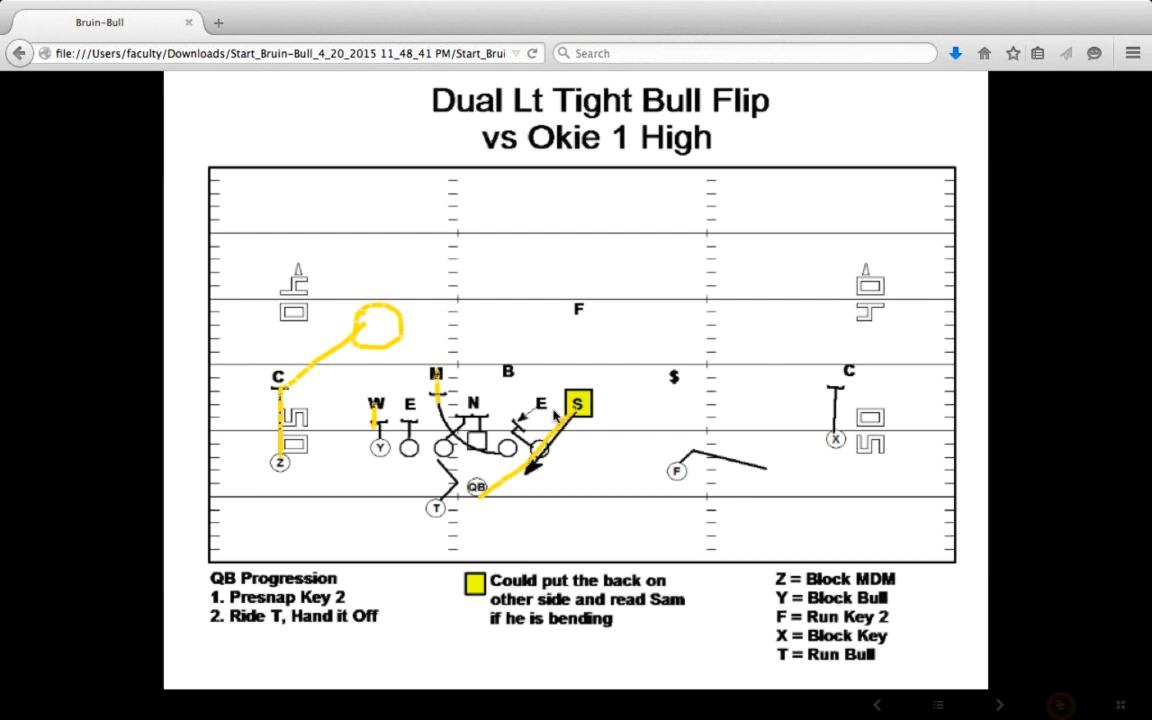 Bruin-Bull
file:///Users/faculty/Downloads/Start_Bruin-Bull_4_20_2015 11_48_41 PM/Start_Brui
Search
Dual Lt Tight Bull Flip
vs Okie 1 High
F
C M B $ C
W E N E S
Y X
Z F
QB
T
QB Progression
1. Presnap Key 2
2. Ride T, Hand it Off
Could put the back on
other side and read Sam
if he is bending
Z = Block MDM
Y = Block Bull
F = Run Key 2
X = Block Key
T = Run Bull